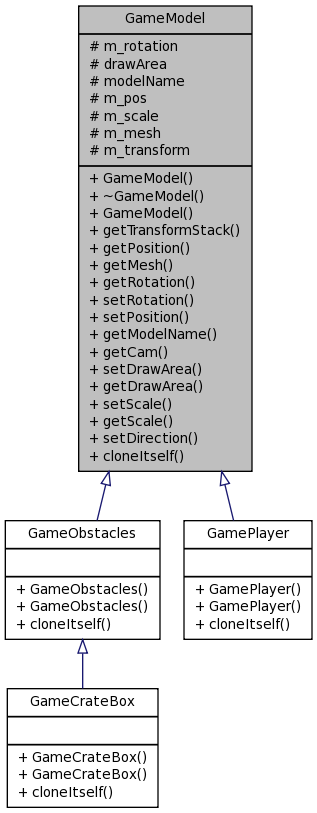 GameModel
# m_rotation
# drawArea
# modelName
# m_pos
# m_scale
# m_mesh
# m_transform
+ GameModel()
+ ~GameModel()
+ GameModel()
+ getTransformStack()
+ getPosition()
+ getMesh()
+ getRotation()
+ setRotation()
+ setPosition()
+ getModelName()
+ getCam()
+ setDrawArea()
+ getDrawArea()
+ setScale()
+ getScale()
+ setDirection()
+ cloneItself()
GameObstacles
+ GameObstacles()
+ GameObstacles()
+ cloneItself()
GamePlayer
+ GamePlayer()
+ GamePlayer()
+ cloneItself()
GameCrateBox
+ GameCrateBox()
+ GameCrateBox()
+ cloneItself()